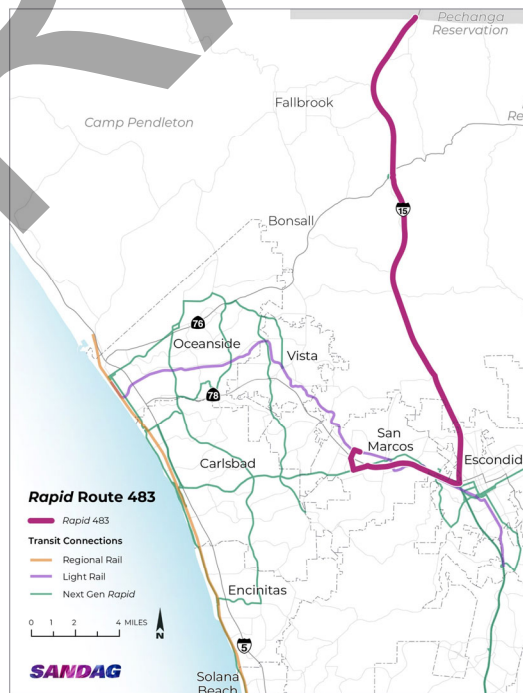 Pechanga
Reservation
Fallbrook
Camp Pendleton
Re
15
Bonsall
76
Oceanside
Vista
78
San
Marcos
Carlsbad
Escondid
Rapid Route 483
Rapid 483
Transit Connections
Regional Rail
Light Rail
Next Gen Rapid
Encinitas
0 1 2 4 MILES
N
5
SANDAG
Solana
Beach